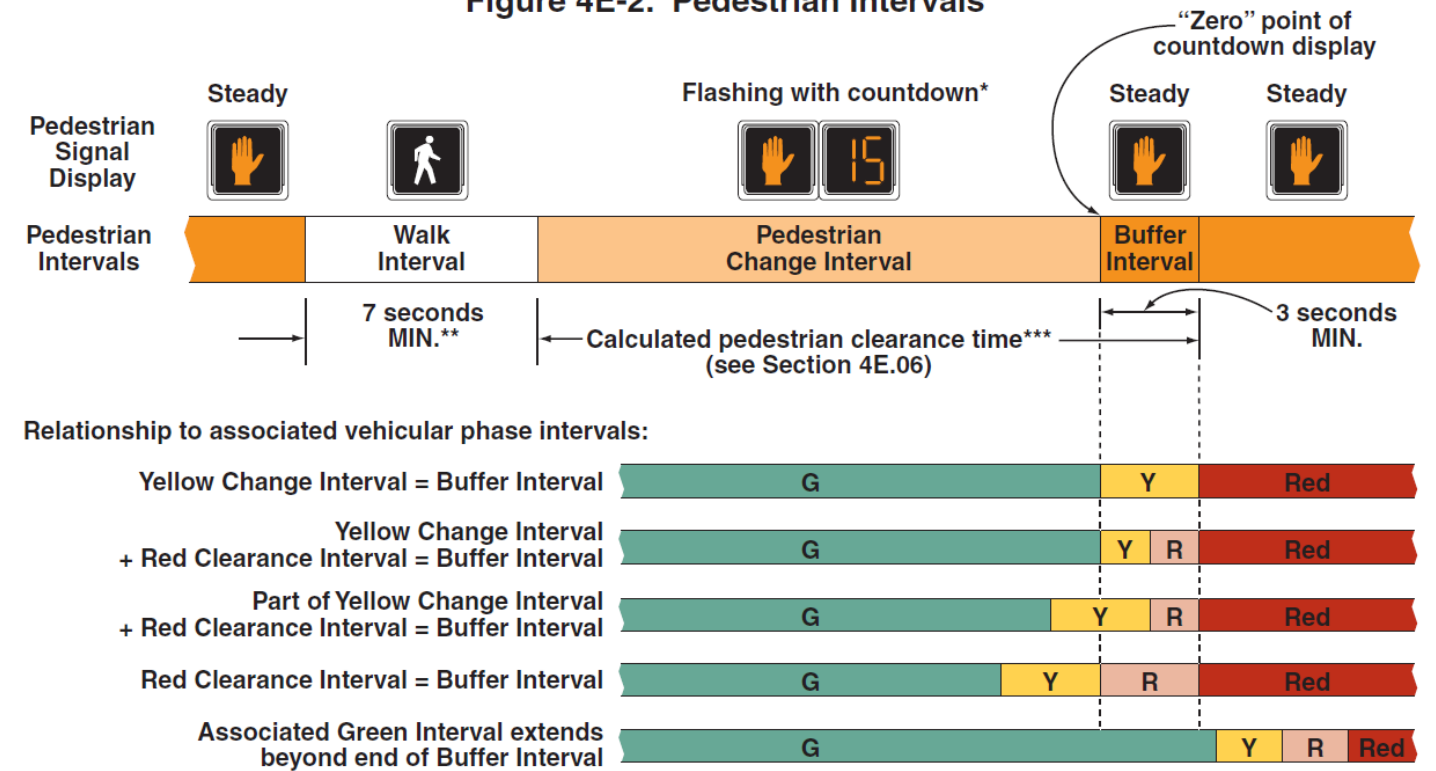 Figure 4E-2. Pedestrian Intervals
“Zero” point of
countdown display
Steady
Flashing with countdown*
Steady
Steady
Pedestrian
Signal
Display
15
Pedestrian
Intervals
Walk
Interval
Pedestrian
Change Interval
Buffer
Interval
7 seconds
MIN.**
Calculated pedestrian clearance time***
(see Section 4E.06)
3 seconds
MIN.
Relationship to associated vehicular phase intervals:
Yellow Change Interval = Buffer Interval
G
Y
Red
Yellow Change Interval
+ Red Clearance Interval = Buffer Interval
G
Y
R
Red
Part of Yellow Change Interval
+ Red Clearance Interval = Buffer Interval
G
Y
R
Red
Red Clearance Interval = Buffer Interval
G
Y
R
Red
Associated Green Interval extends
beyond end of Buffer Interval
G
Y
R
Red